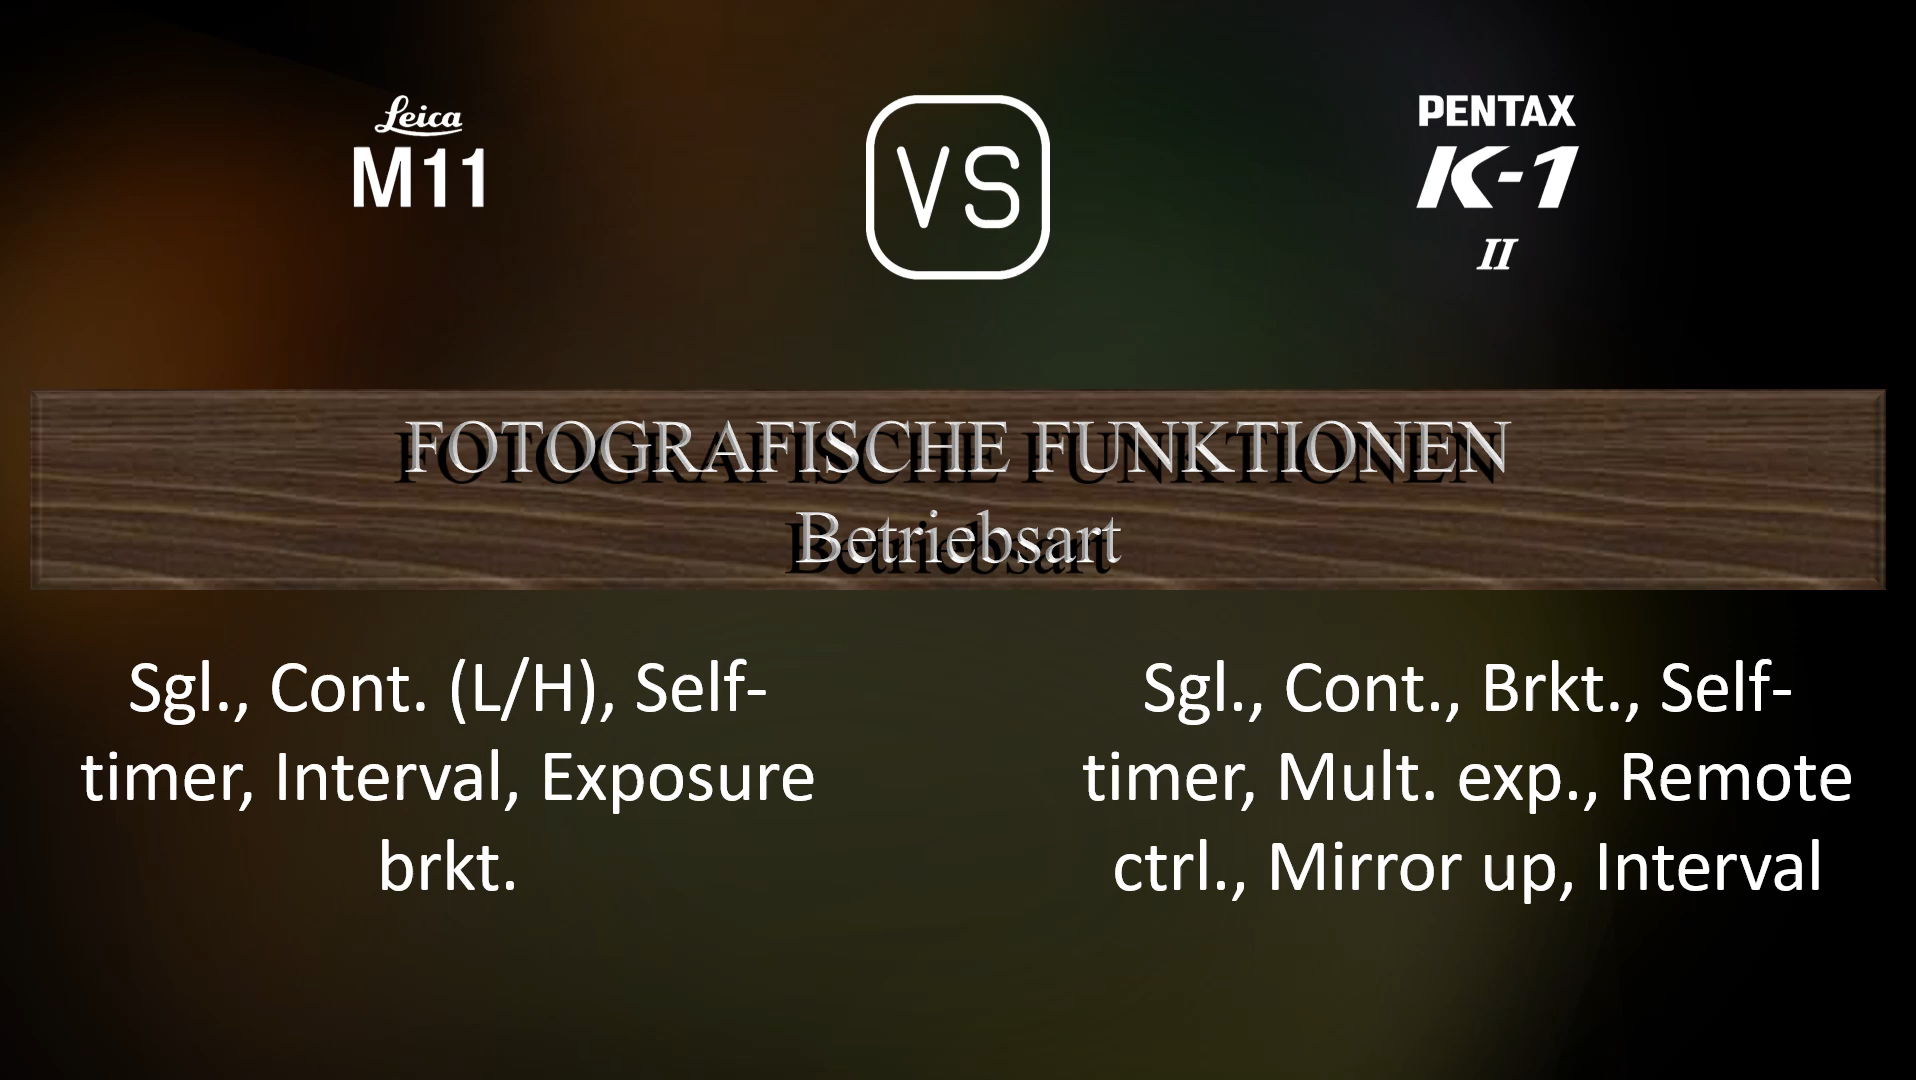 Leica
M11
VS
PENTAX
K-1
II
FOTOGRAFISCHE FUNKTIONEN
Betriebsart
Sgl., Cont. (L/H), Self-
timer, Interval, Exposure
brkt.
Sgl., Cont., Brkt., Self-
timer, Mult. exp., Remote
ctrl., Mirror up, Interval